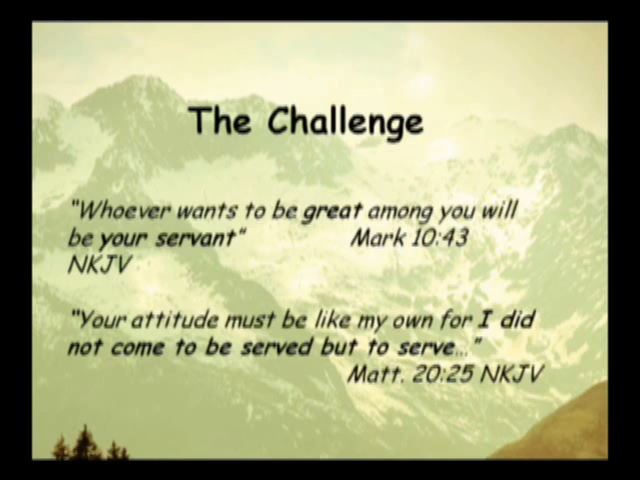 The Challenge
"Whoever wants to be great among you will
be your servant" Mark 10:43
NKJV
"Your attitude must be like my own for I did
not come to be served but to serve..."
Matt. 20:25 NKJV